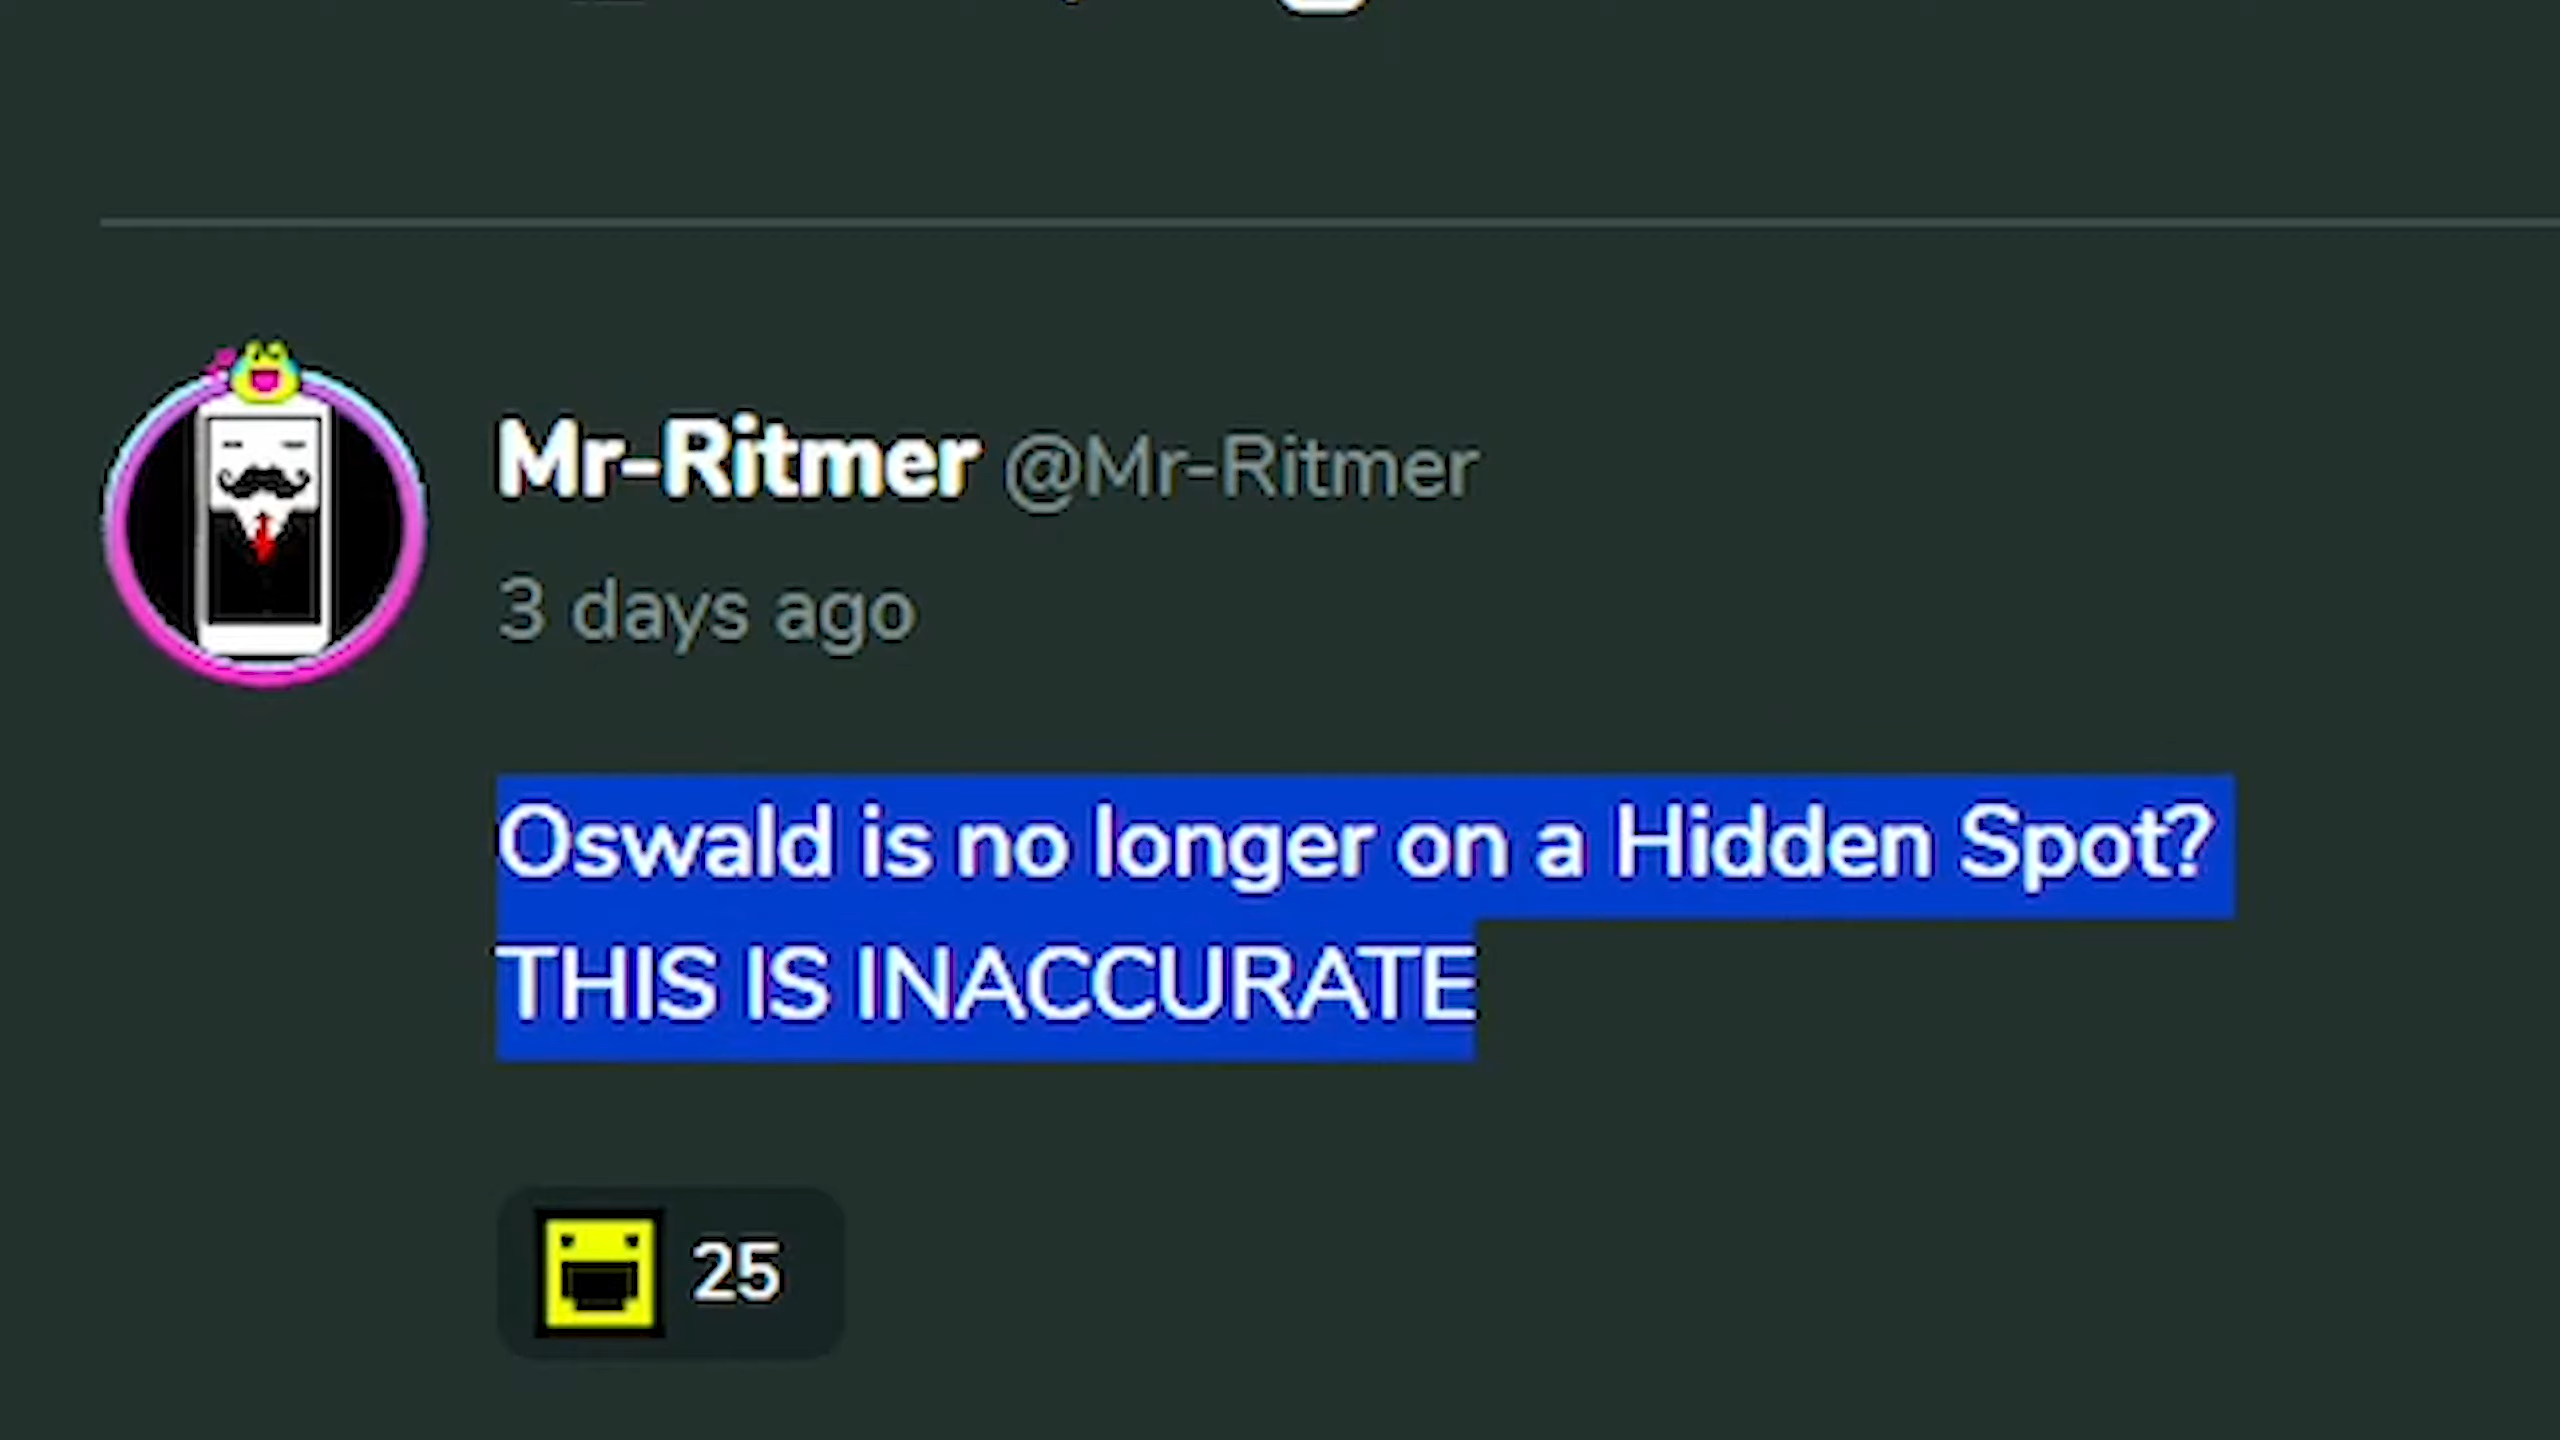 Mr-Ritmer @Mr-Ritmer
3 days ago
Oswald is no longer on a Hidden Spot?
THIS IS INACCURATE
25